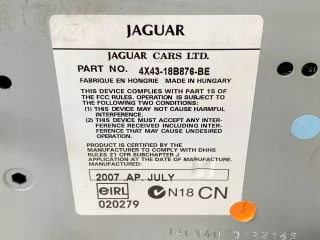 JAGUAR
JAGUAR CARS LTD.
PART NO. 4X43-18B876-BE
FABRIQUE EN HONGRIE MADE IN HUNGARY
THIS DEVICE COMPLIES WITH PART 15 OF
THE FCC RULES. OPERATION IS SUBJECT TO
THE FOLLOWING TWO CONDITIONS:
(1) THIS DEVICE MAY NOT CAUSE HARMFUL
INTERFERENCE.
(2) THIS DEVICE MUST ACCEPT ANY INTER-
FERENCE RECEIVED, INCLUDING INTER-
FERENCE THAT MAY CAUSE UNDESIRED
OPERATION.
PRODUCT IS CERTIFIED BY THE
MANUFACTURER TO COMPLY WITH DHHS
RULES 21 CFR SUBCHAPTER J
APPLICATION AT THE DATE OF MANUFACTURE.
MANUFACTURED:
2007 .AP. JULY
eIRL
020279
N18 CN